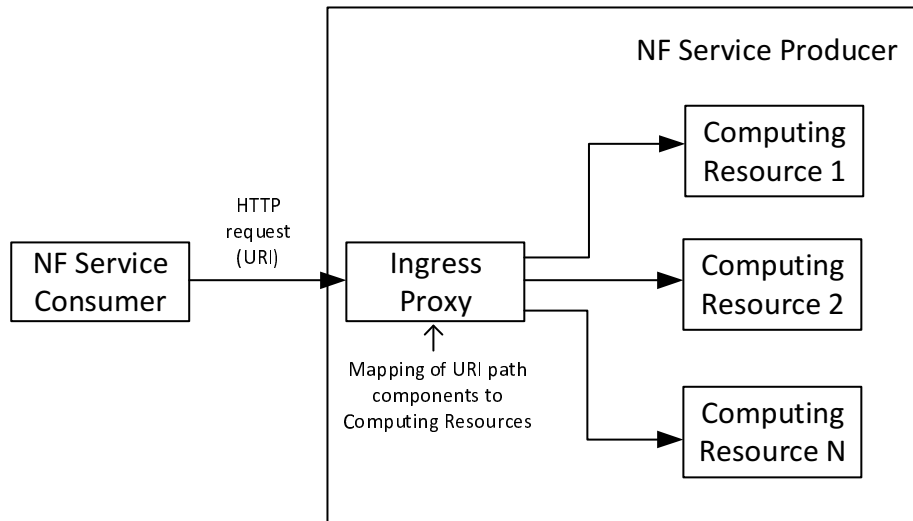 NF Service Producer
Computing
Resource 1
HTTP
request
(URI)
NF Service
Consumer
Ingress
Proxy
Computing
Resource 2
Mapping of URI path
components to
Computing Resources
Computing
Resource N